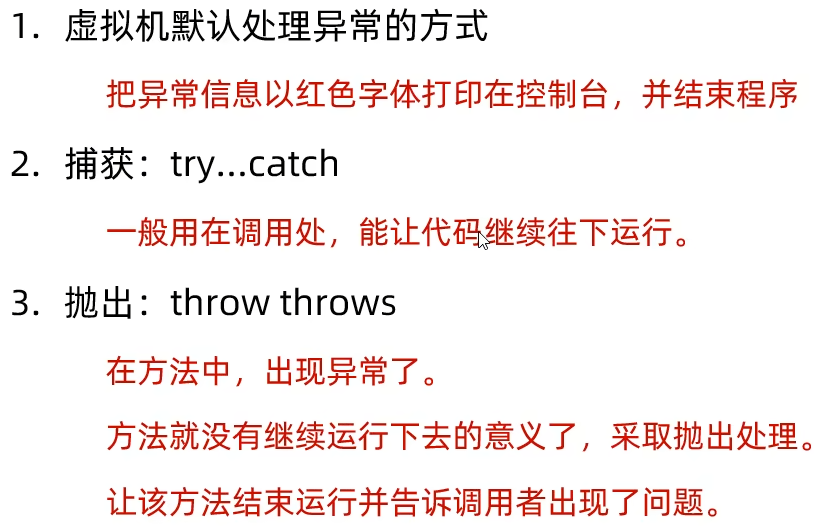 1. 虚拟机默认处理异常的方式
把异常信息以红色字体打印在控制台，并结束程序
2. 捕获：try...catch
一般用在调用处，能让代码继续往下运行。
3. 抛出：throw throws
在方法中，出现异常了。
方法就没有继续运行下去的意义了，采取抛出处理。
让该方法结束运行并告诉调用者出现了问题。